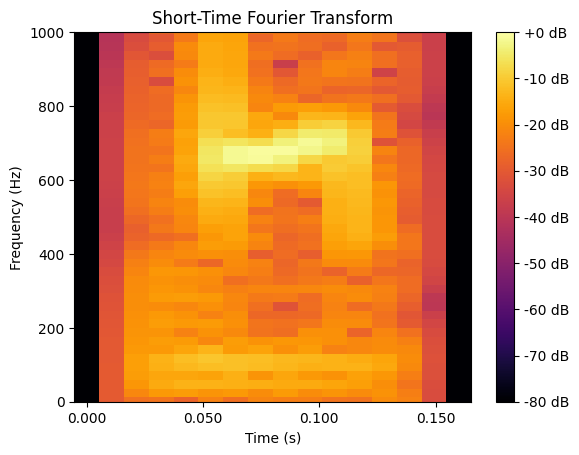 Short-Time Fourier Transform
1000
800
600
400
200
0
Frequency (Hz)
0.000
0.050
0.100
0.150
Time (s)
+0 dB
-10 dB
-20 dB
-30 dB
-40 dB
-50 dB
-60 dB
-70 dB
-80 dB